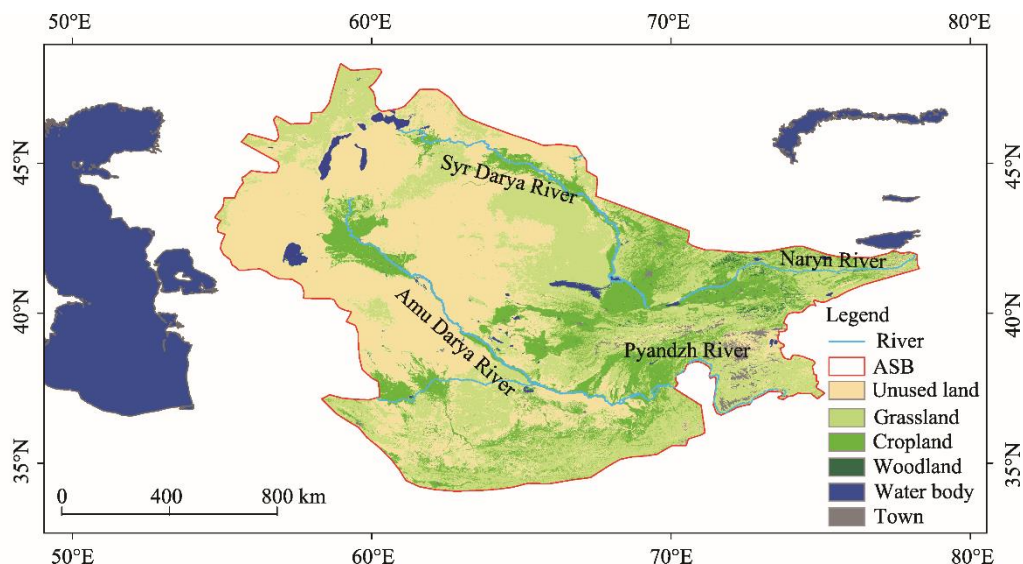 50°E
60°E
70°E
80°E
45°N
45°N
Syr Darya River
Naryn River
40°N
40°N
Amu Darya River
Pyandzh River
35°N
35°N
Legend
River
ASB
Unused land
Grassland
Cropland
Woodland
Water body
Town
0 400 800 km
50°E
60°E
70°E
80°E